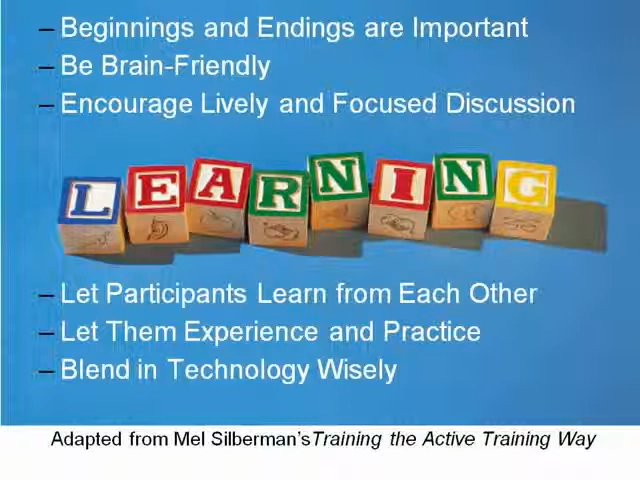 – Beginnings and Endings are Important
– Be Brain-Friendly
– Encourage Lively and Focused Discussion
LEARNING
– Let Participants Learn from Each Other
– Let Them Experience and Practice
– Blend in Technology Wisely
Adapted from Mel Silberman'sTraining the Active Training Way